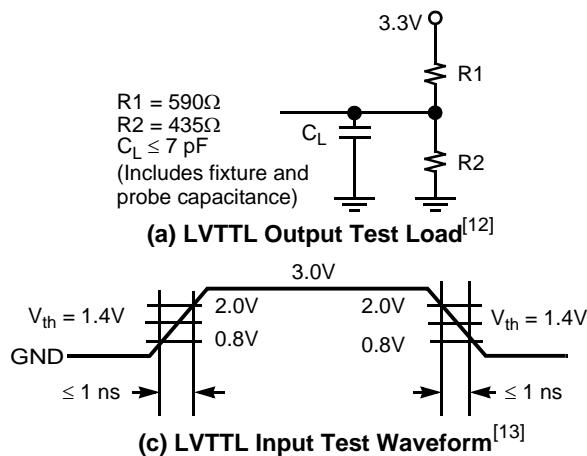 3.3V
R1
R1 = 590Ω
R2 = 435Ω
C_L ≤ 7 pF
(Includes fixture and
probe capacitance)
C_L
R2
(a) LVTTL Output Test Load[12]
3.0V
2.0V
2.0V
V_th = 1.4V
V_th = 1.4V
0.8V
0.8V
GND
≤ 1 ns
≤ 1 ns
(c) LVTTL Input Test Waveform[13]